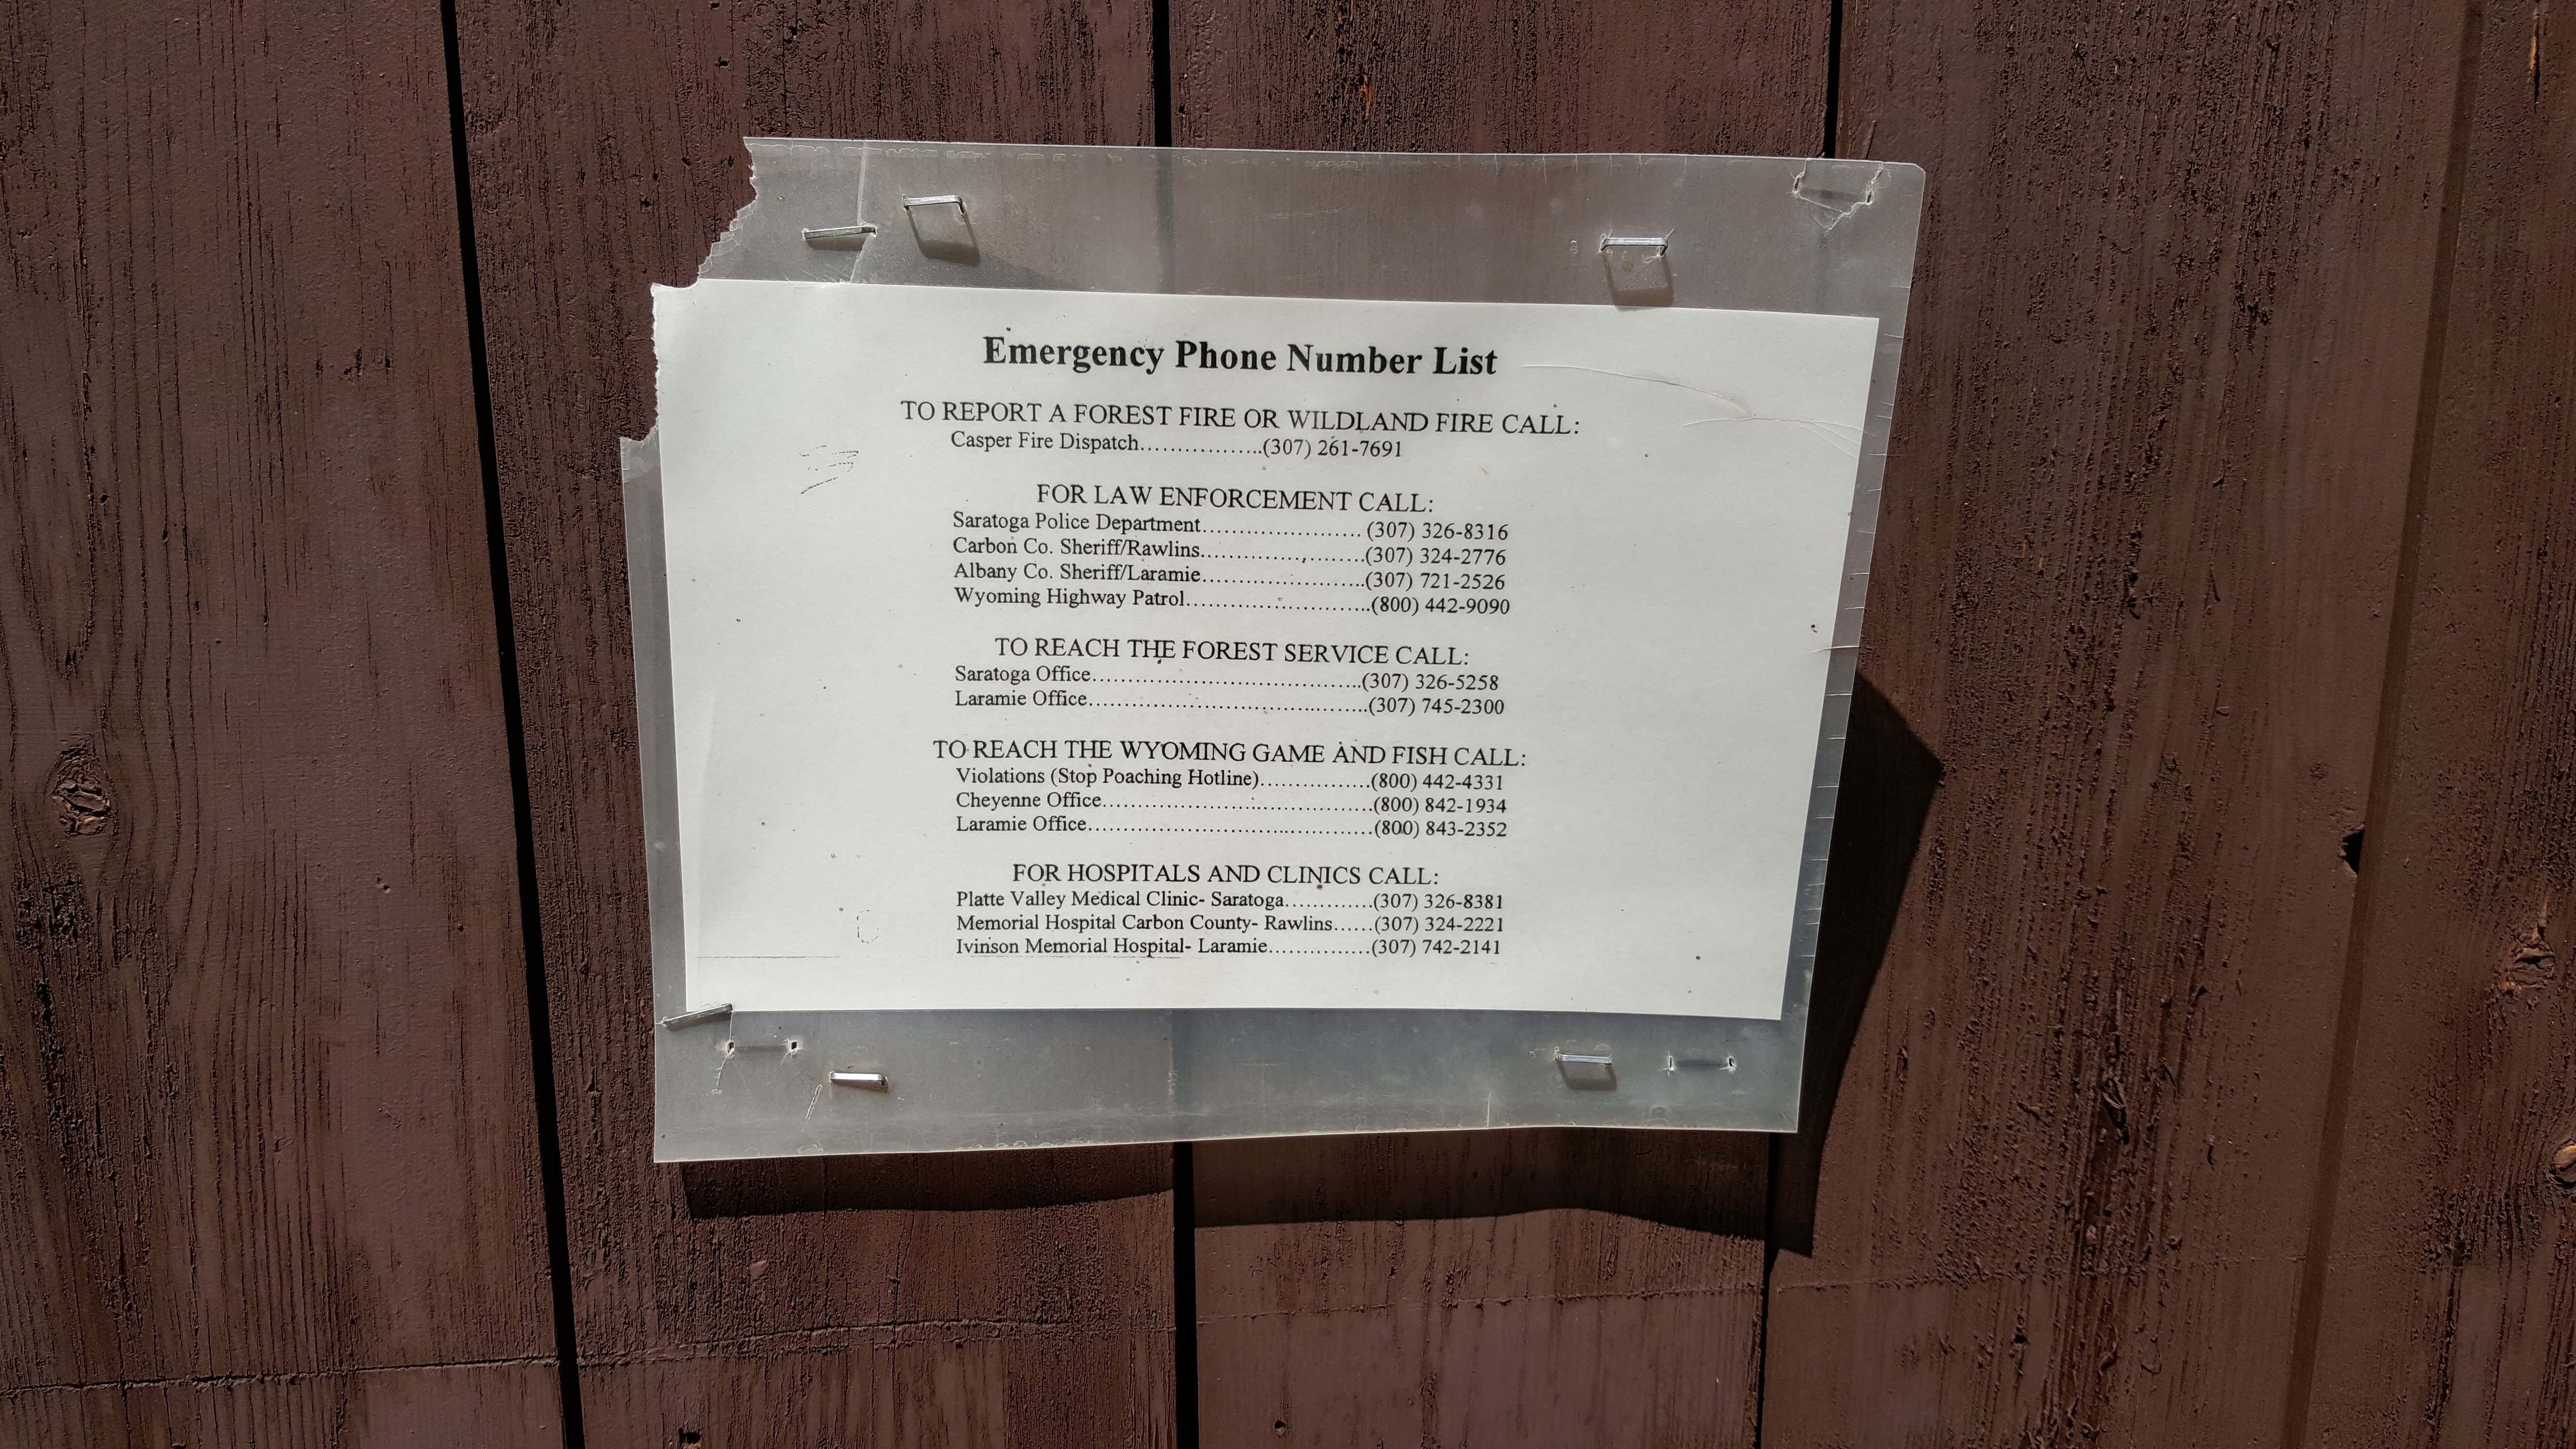 Emergency Phone Number List
TO REPORT A FOREST FIRE OR WILDLAND FIRE CALL:
Casper Fire Dispatch...................(307) 261-7691
FOR LAW ENFORCEMENT CALL:
Saratoga Police Department...................... (307) 326-8316
Carbon Co. Sheriff/Rawlins.......................(307) 324-2776
Albany Co. Sheriff/Laramie.......................(307) 721-2526
Wyoming Highway Patrol..........................(800) 442-9090
TO REACH THE FOREST SERVICE CALL:
Saratoga Office......................................(307) 326-5258
Laramie Office.......................................(307) 745-2300
TO REACH THE WYOMING GAME AND FISH CALL:
Violations (Stop Poaching Hotline)................(800) 442-4331
Cheyenne Office......................................(800) 842-1934
Laramie Office........................................(800) 843-2352
FOR HOSPITALS AND CLINICS CALL:
Platte Valley Medical Clinic- Saratoga.............(307) 326-8381
Memorial Hospital Carbon County- Rawlins......(307) 324-2221
Ivinson Memorial Hospital- Laramie...............(307) 742-2141